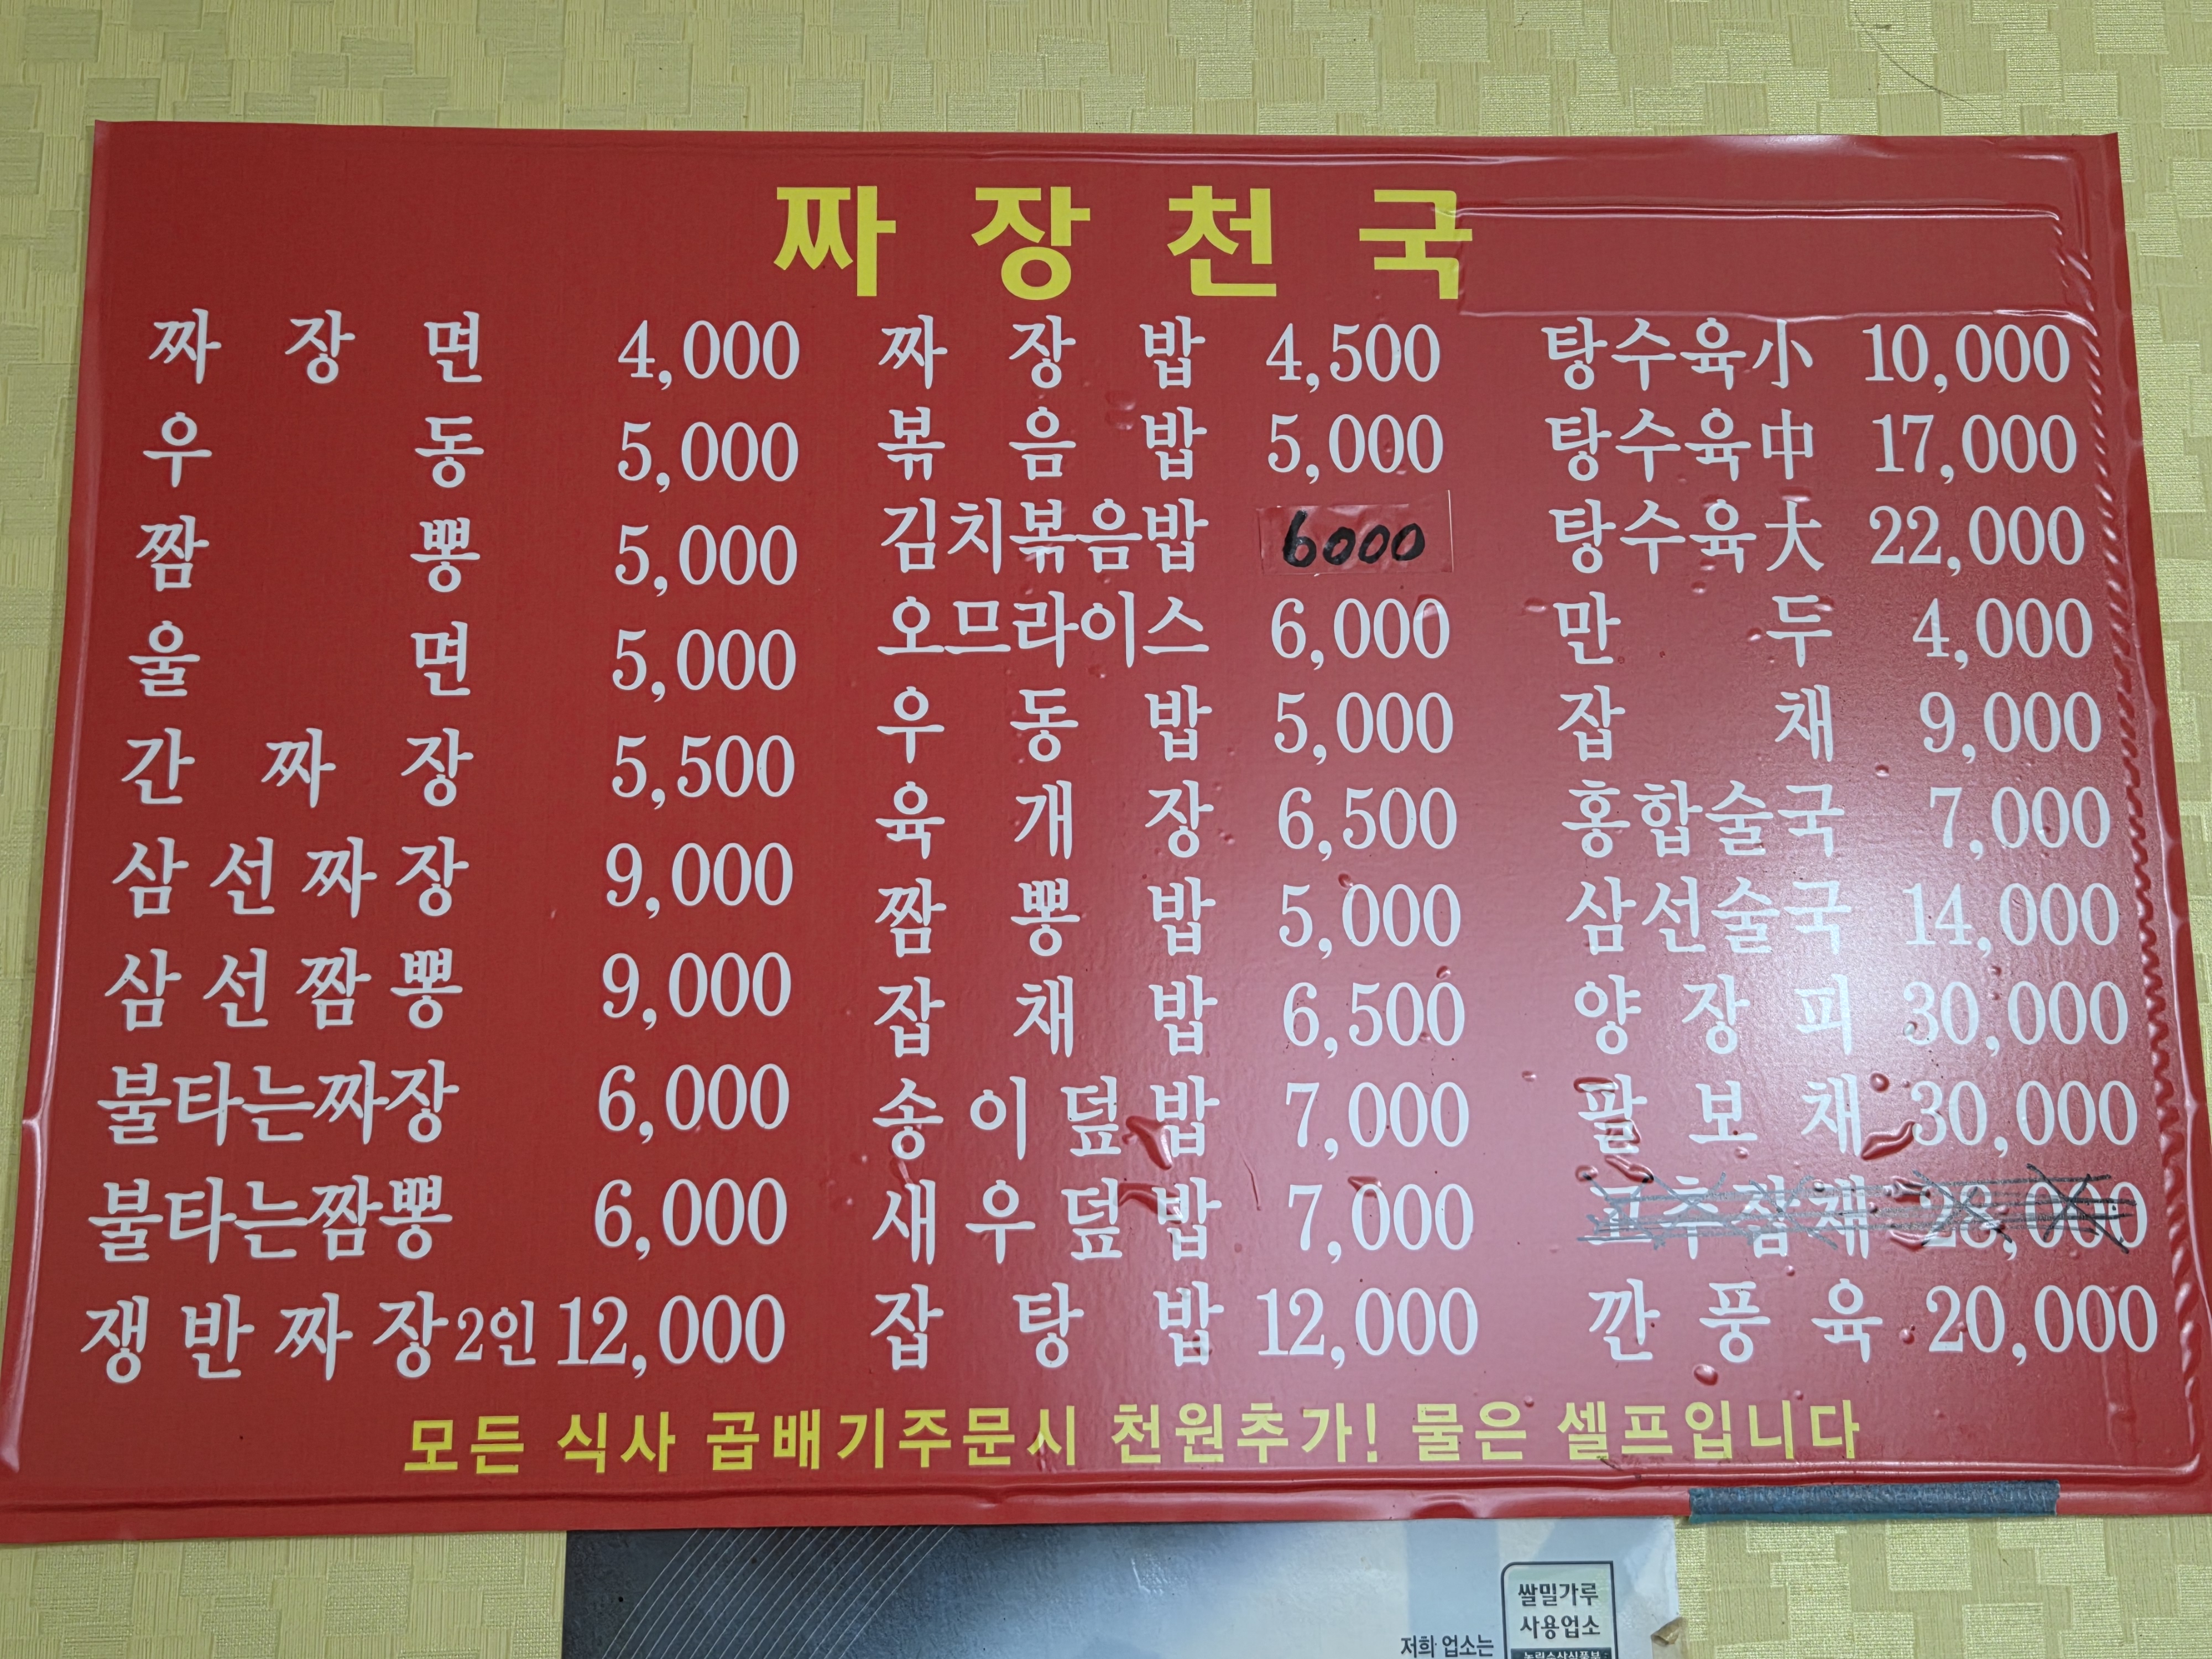 짜장천국
짜장면 4,000
우동 5,000
짬뽕 5,000
울면 5,000
간짜장 5,500
삼선짜장 9,000
삼선짬뽕 9,000
불타는짜장 6,000
불타는짬뽕 6,000
쟁반짜장2인 12,000
짜장밥 4,500
볶음밥 5,000
김치볶음밥 6000
오므라이스 6,000
우동밥 5,000
육개장 6,500
짬뽕밥 5,000
잡채밥 6,500
송이덮밥 7,000
새우덮밥 7,000
잡탕밥 12,000
탕수육小 10,000
탕수육中 17,000
탕수육大 22,000
만두 4,000
잡채 9,000
홍합술국 7,000
삼선술국 14,000
양장피 30,000
팔보채 30,000
고추잡채 28,000
깐풍육 20,000
모든 식사 곱배기주문시 천원추가! 물은 셀프입니다
쌀밀가루
사용업소
저희 업소는